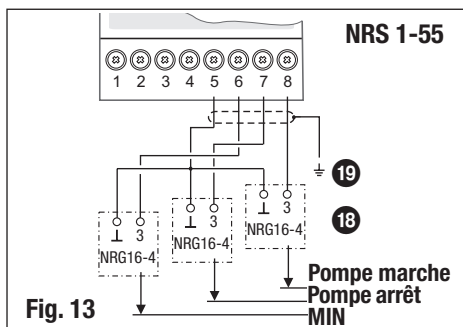 NRS 1-55
1 2 3 4 5 6 7 8
19
⊥ 3
NRG16-4
⊥ 3
NRG16-4
⊥ 3
NRG16-4
18
Pompe marche
Pompe arrêt
MIN
Fig. 13